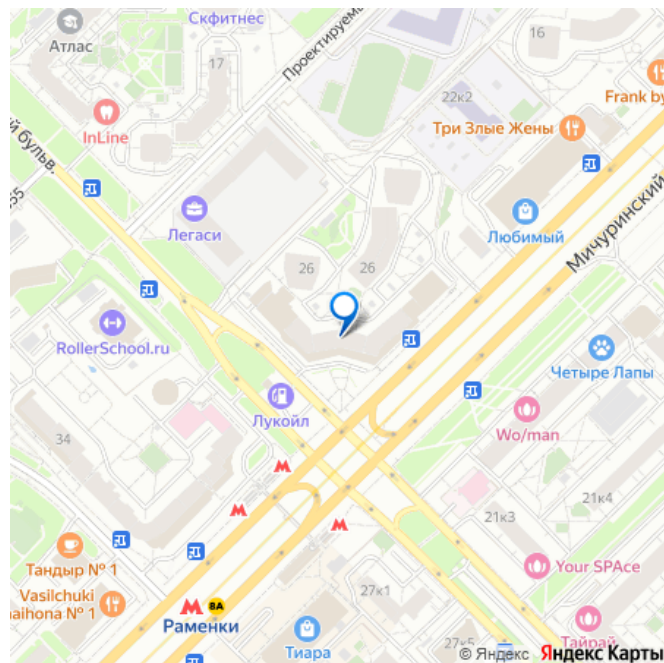 Скфитнес
Атлас
17
Проектируемы
16
22к2
Frank by
Три Злые Жены
InLine
й бульв.
55
Легаси
Любимый
Мичуринский
26
26
RollerSchool.ru
Четыре Лапы
Лукойл
Wo/man
34
21к4
21к3
Тандыр № 1
Your SPAce
Vasilchuki
aihona № 1
27к1
8А
Раменки
Тиара
27к5
Тайрай
© Яндекс Яндекс Карты